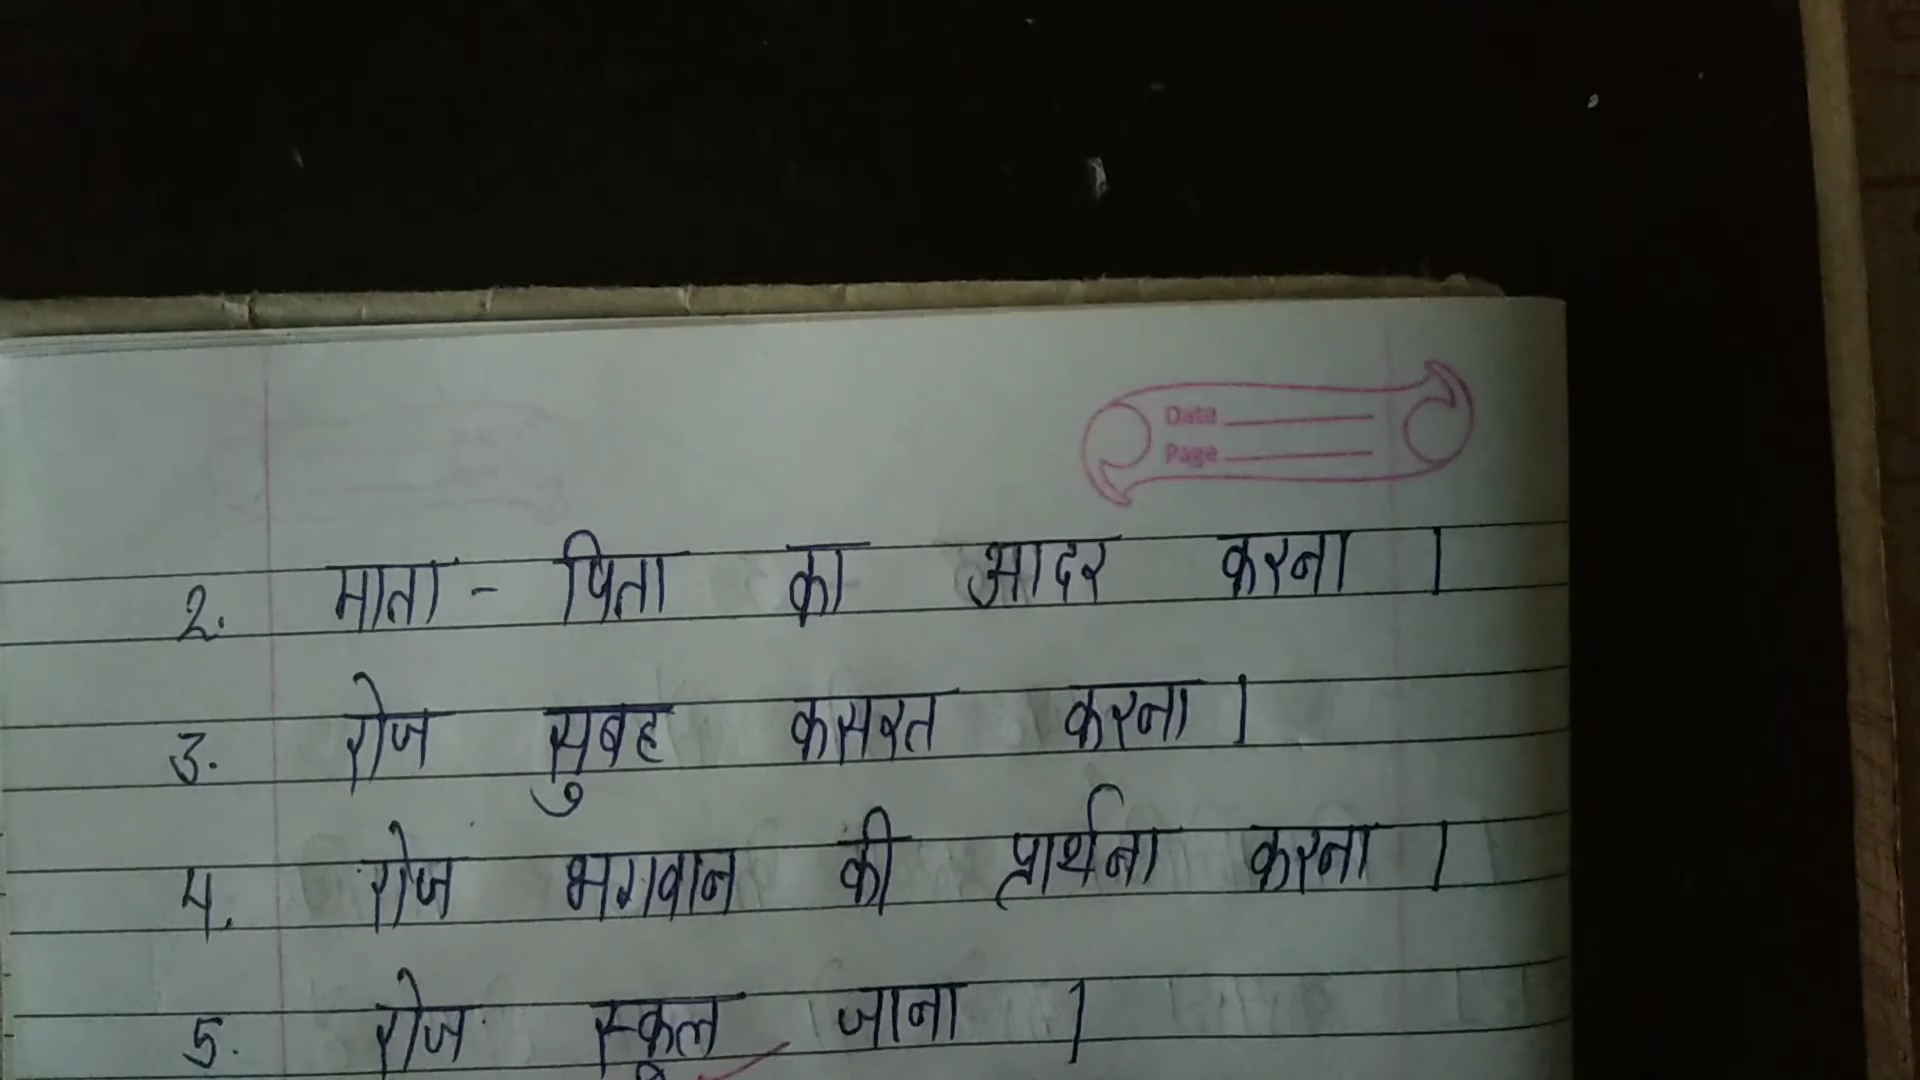 Date
Page
2. माता - पिता का आदर करना ।
3. रोज सुबह कसरत करना ।
4. रोज भगवान की प्रार्थना करना ।
5. रोज स्कूल जाना ।